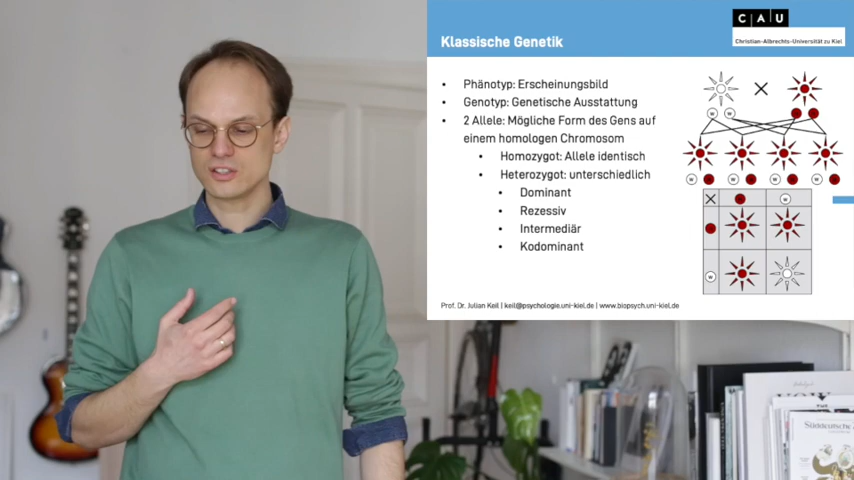 C A U
Christian-Albrechts-Universität zu Kiel
Klassische Genetik
Phänotyp: Erscheinungsbild
Genotyp: Genetische Ausstattung
2 Allele: Mögliche Form des Gens auf
einem homologen Chromosom
Homozygot: Allele identisch
Heterozygot: unterschiedlich
Dominant
Rezessiv
Intermediär
Kodominant
w w
w w w w
w
w
Prof. Dr. Julian Keil | keil@psychologie.uni-kiel.de | www.biopsych.uni-kiel.de
Süddeutsche